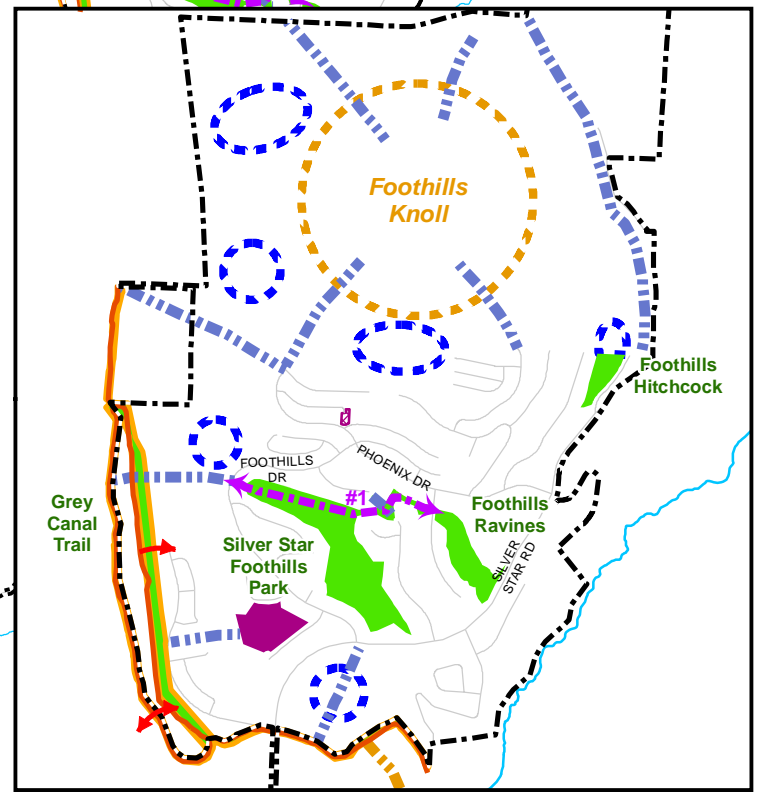 Foothills
Knoll
Foothills
Hitchcock
FOOTHILLS
DR
PHOENIX DR
#1
Grey
Canal
Trail
Foothills
Ravines
Silver Star
Foothills
Park
SILVER
STAR RD